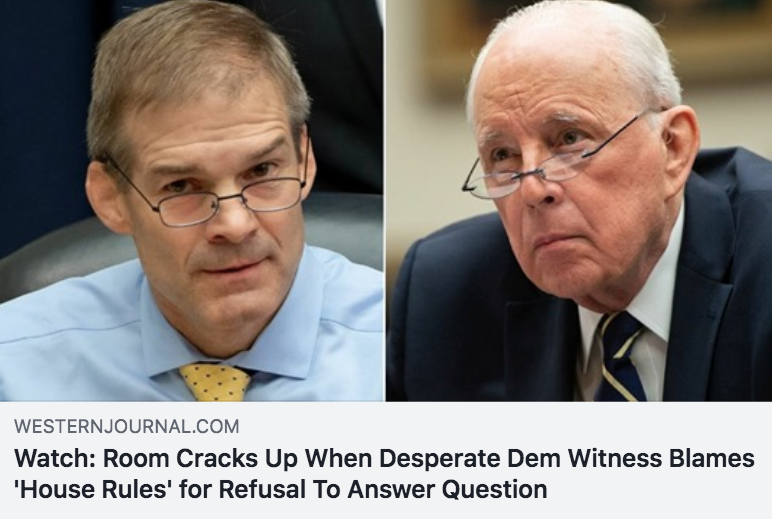 WESTERNJOURNAL.COM
Watch: Room Cracks Up When Desperate Dem Witness Blames
'House Rules' for Refusal To Answer Question